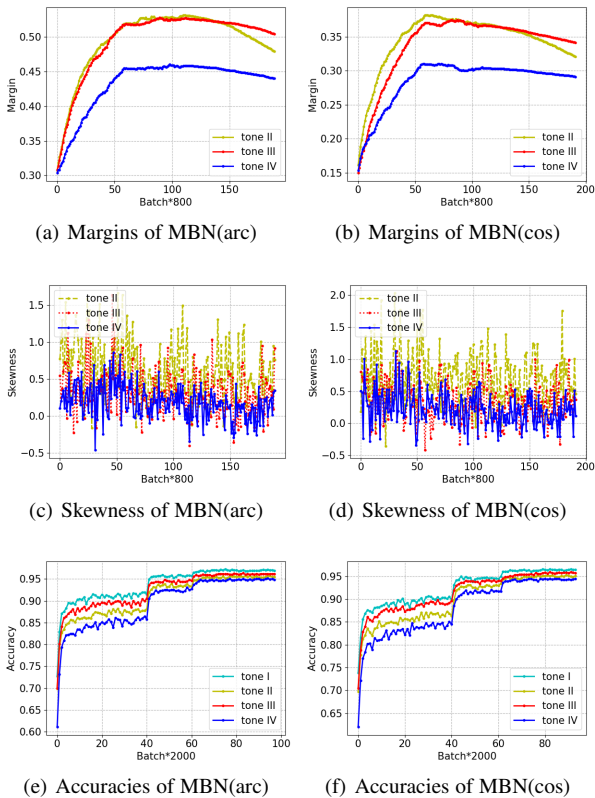 0.50
0.45
0.40
0.35
0.30
Margin
tone II
tone III
tone IV
0
50
100
150
Batch*800
(a) Margins of MBN(arc)
0.35
0.30
0.25
0.20
0.15
Margin
tone II
tone III
tone IV
0
50
100
150
200
Batch*800
(b) Margins of MBN(cos)
1.5
1.0
0.5
0.0
−0.5
Skewness
tone II
tone III
tone IV
0
50
100
150
Batch*800
(c) Skewness of MBN(arc)
2.0
1.5
1.0
0.5
0.0
−0.5
Skewness
tone II
tone III
tone IV
0
50
100
150
200
Batch*800
(d) Skewness of MBN(cos)
0.95
0.90
0.85
0.80
0.75
0.70
0.65
0.60
Accuracy
tone I
tone II
tone III
tone IV
0
20
40
60
80
100
Batch*2000
(e) Accuracies of MBN(arc)
0.95
0.90
0.85
0.80
0.75
0.70
0.65
Accuracy
tone I
tone II
tone III
tone IV
0
20
40
60
80
Batch*2000
(f) Accuracies of MBN(cos)